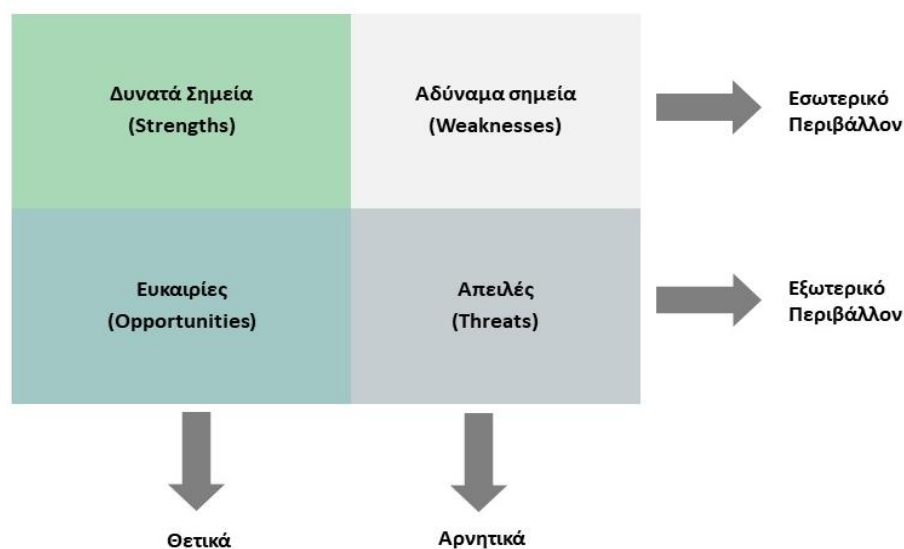 Δυνατά Σημεία
(Strengths)
Αδύναμα σημεία
(Weaknesses)
Εσωτερικό
Περιβάλλον
Ευκαιρίες
(Opportunities)
Απειλές
(Threats)
Εξωτερικό
Περιβάλλον
Θετικά
Αρνητικά